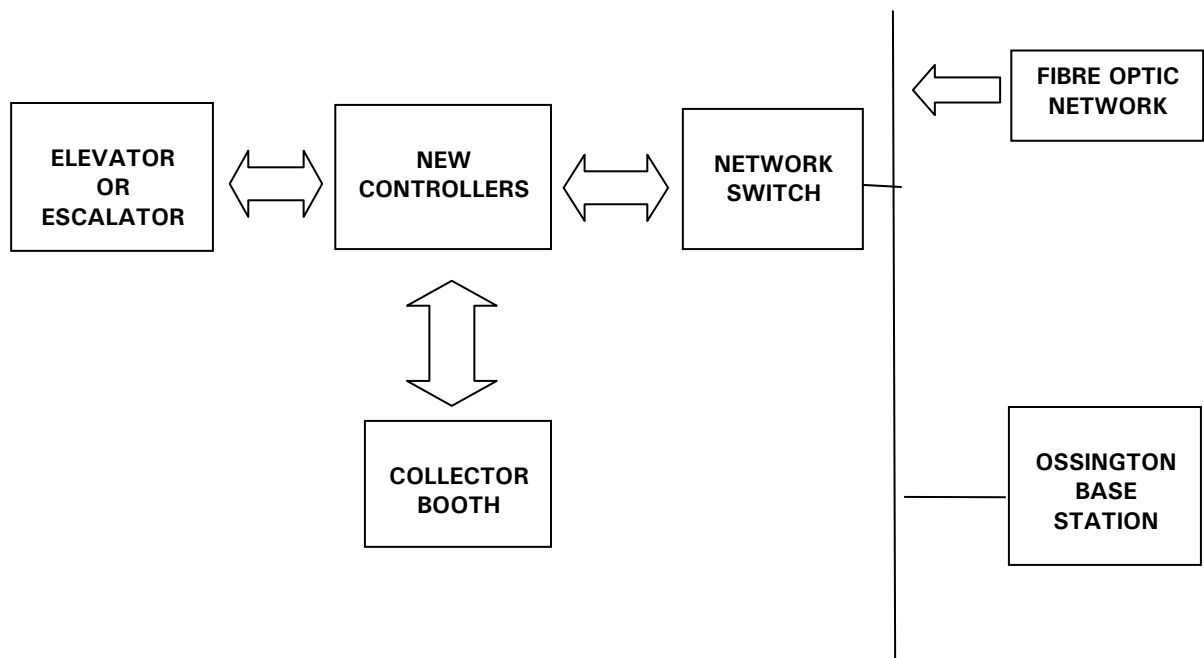 ELEVATOR
OR
ESCALATOR
NEW
CONTROLLERS
NETWORK
SWITCH
FIBRE OPTIC
NETWORK
COLLECTOR
BOOTH
OSSINGTON
BASE
STATION